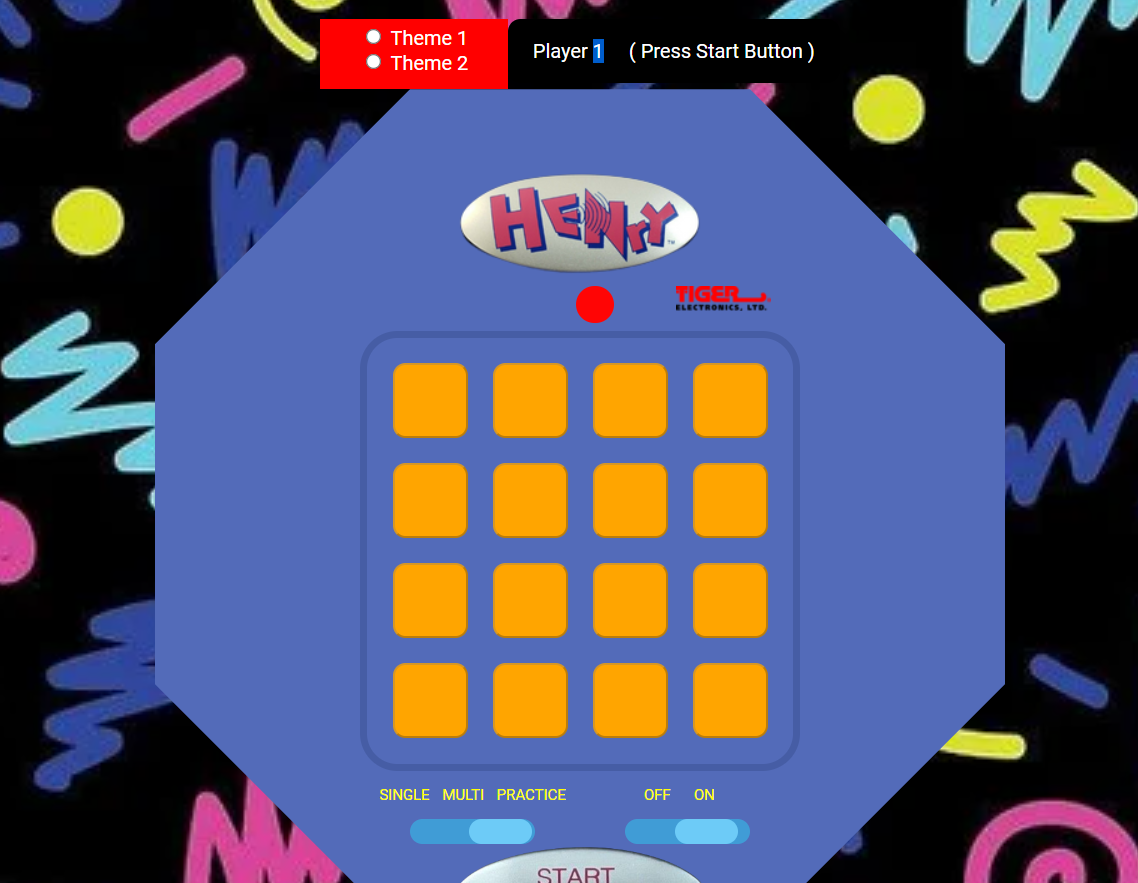 Theme 1
Theme 2
Player 1 ( Press Start Button )
HENrY™
TIGER
ELECTRONICS, LTD.
SINGLE MULTI PRACTICE OFF ON
START